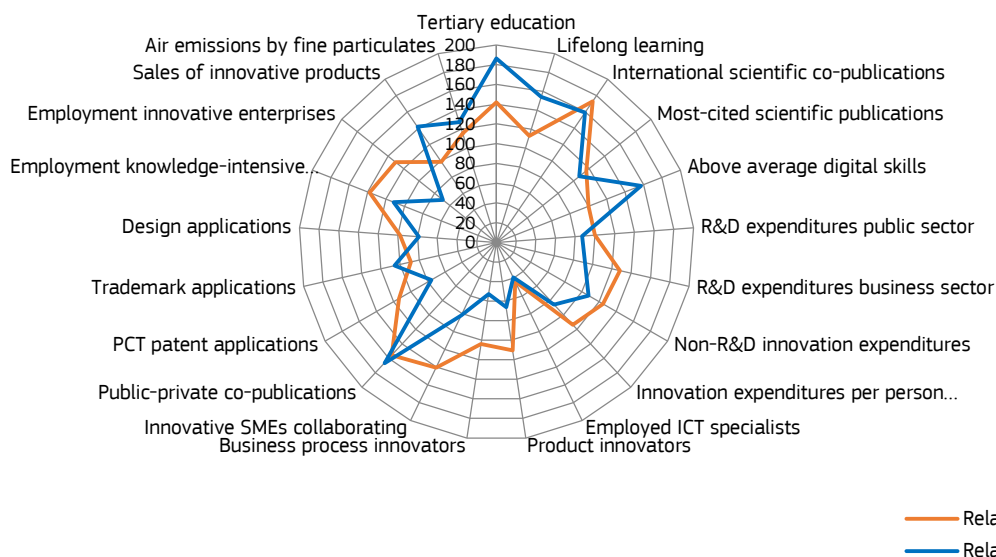 Tertiary education
Lifelong learning
International scientific co-publications
Most-cited scientific publications
Above average digital skills
R&D expenditures public sector
R&D expenditures business sector
Non-R&D innovation expenditures
Innovation expenditures per person...
Employed ICT specialists
Product innovators
Business process innovators
Innovative SMEs collaborating
Public-private co-publications
PCT patent applications
Trademark applications
Design applications
Employment knowledge-intensive...
Employment innovative enterprises
Sales of innovative products
Air emissions by fine particulates
200
180
160
140
120
100
80
60
40
20
0
Rela
Rela